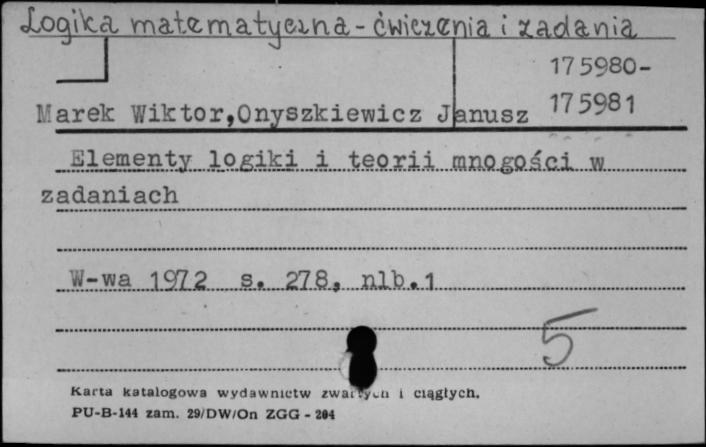 Logika matematyczna - ćwiczenia i zadania
175980-
175981
Marek Wiktor,Onyszkiewicz Janusz
Elementy logiki i teorii mnogości w
zadaniach
W-wa 1972 s. 278, nlb.1
5
Karta katalogowa wydawnictw zwartych i ciągłych.
PU-B-144 zam. 29/DW/On ZGG - 204